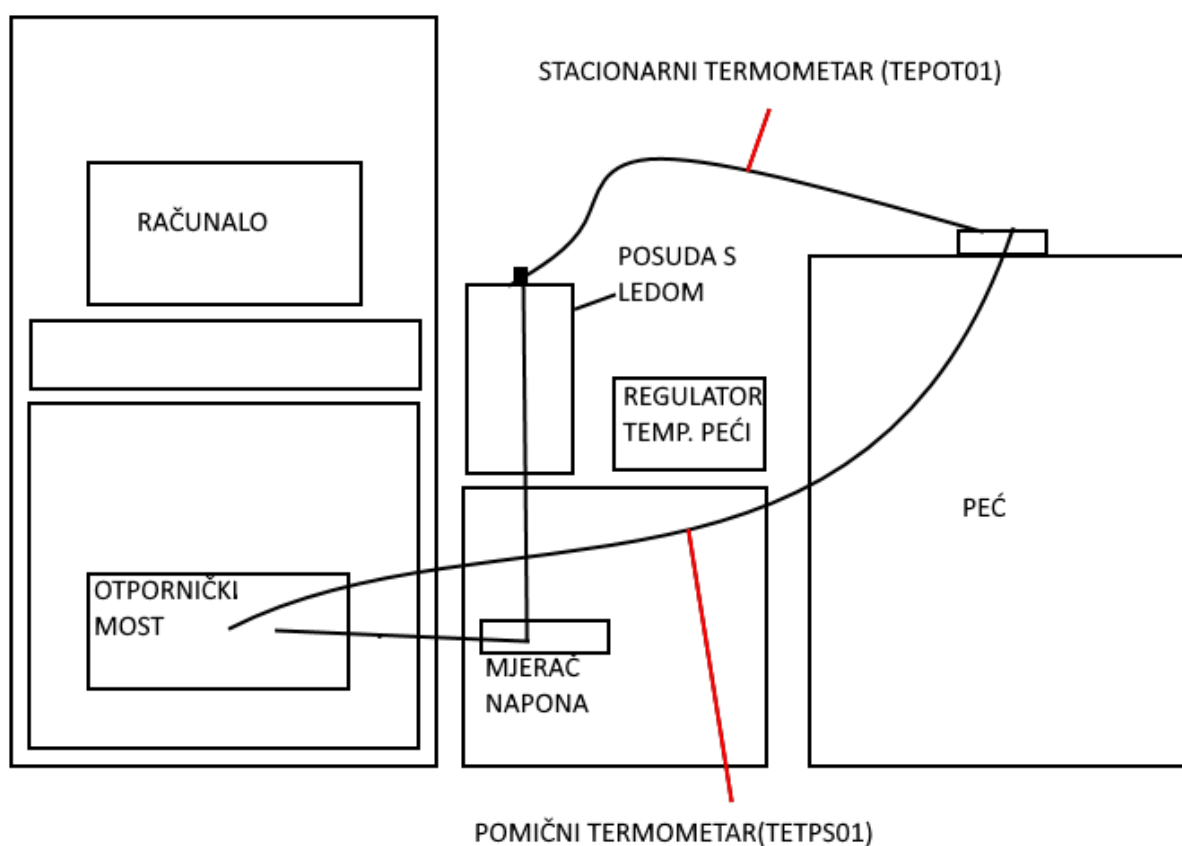 STACIONARNI TERMOMETAR (TEPOT01)
RAČUNALO
POSUDA S
LEDOM
REGULATOR
TEMP. PEĆI
PEĆ
OTPORNIČKI
MOST
MJERAČ
NAPONA
POMIČNI TERMOMETAR(TETPS01)